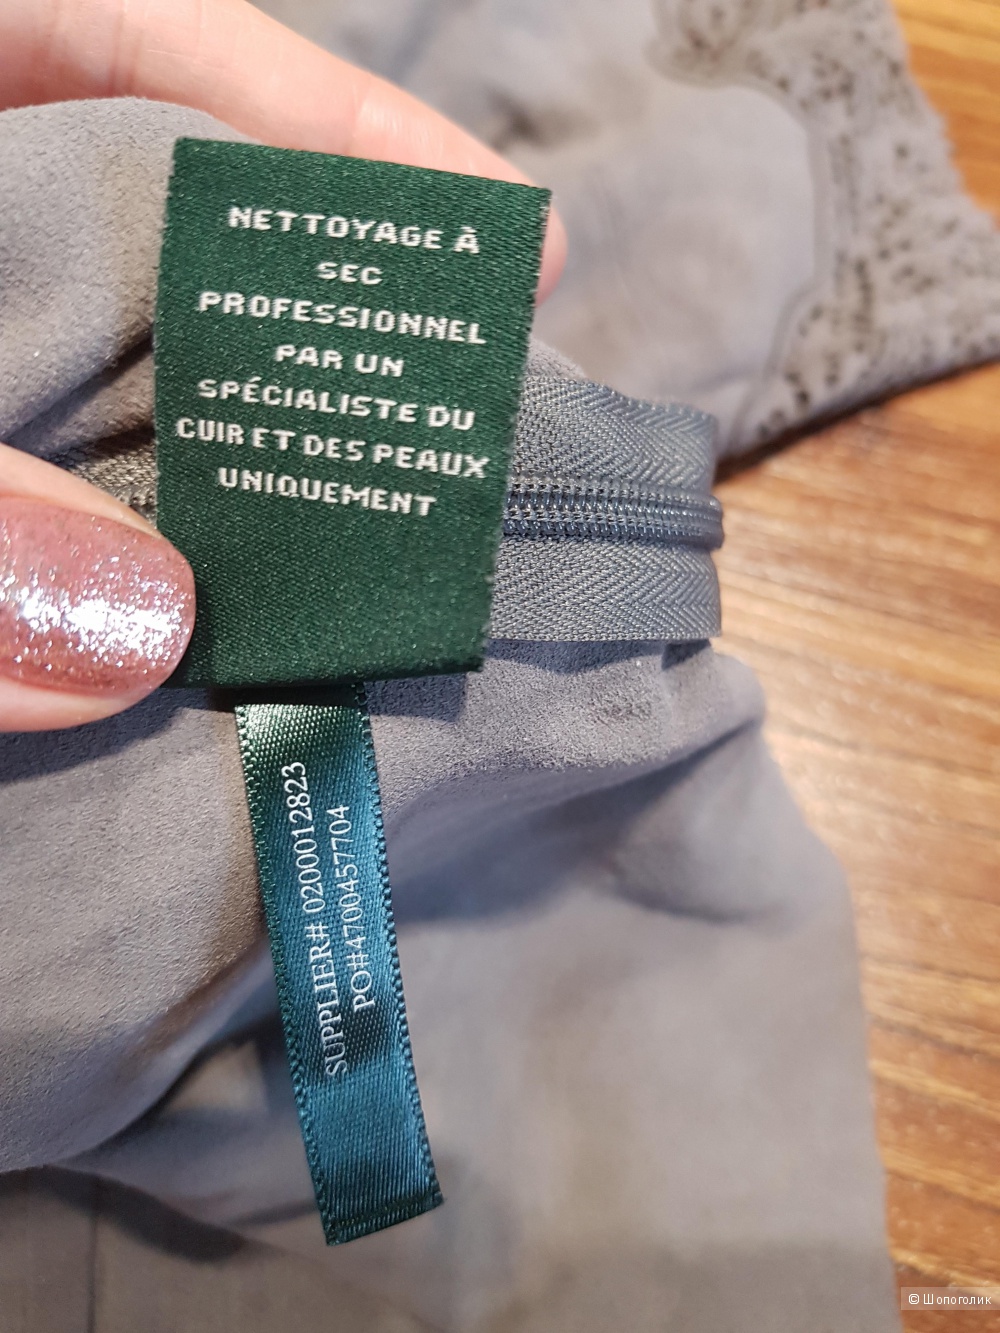 NETTOYAGE À
SEC
PROFESSIONNEL
PAR UN
SPÉCIALISTE DU
CUIR ET DES PEAUX
UNIQUEMENT
SUPPLIER# 0200012823
PO#4700457704
© Шопоголик